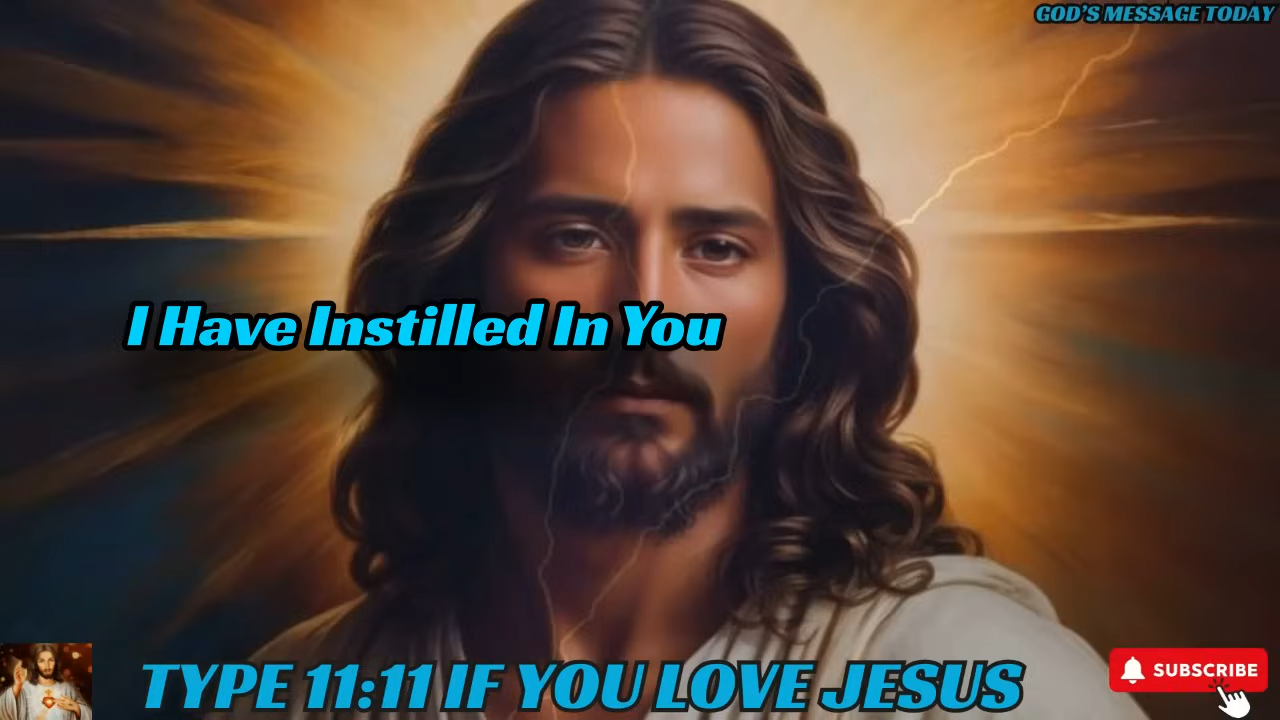 GOD'S MESSAGE TODAY
I Have Instilled In You
TYPE 11:11 IF YOU LOVE JESUS
SUBSCRIBE